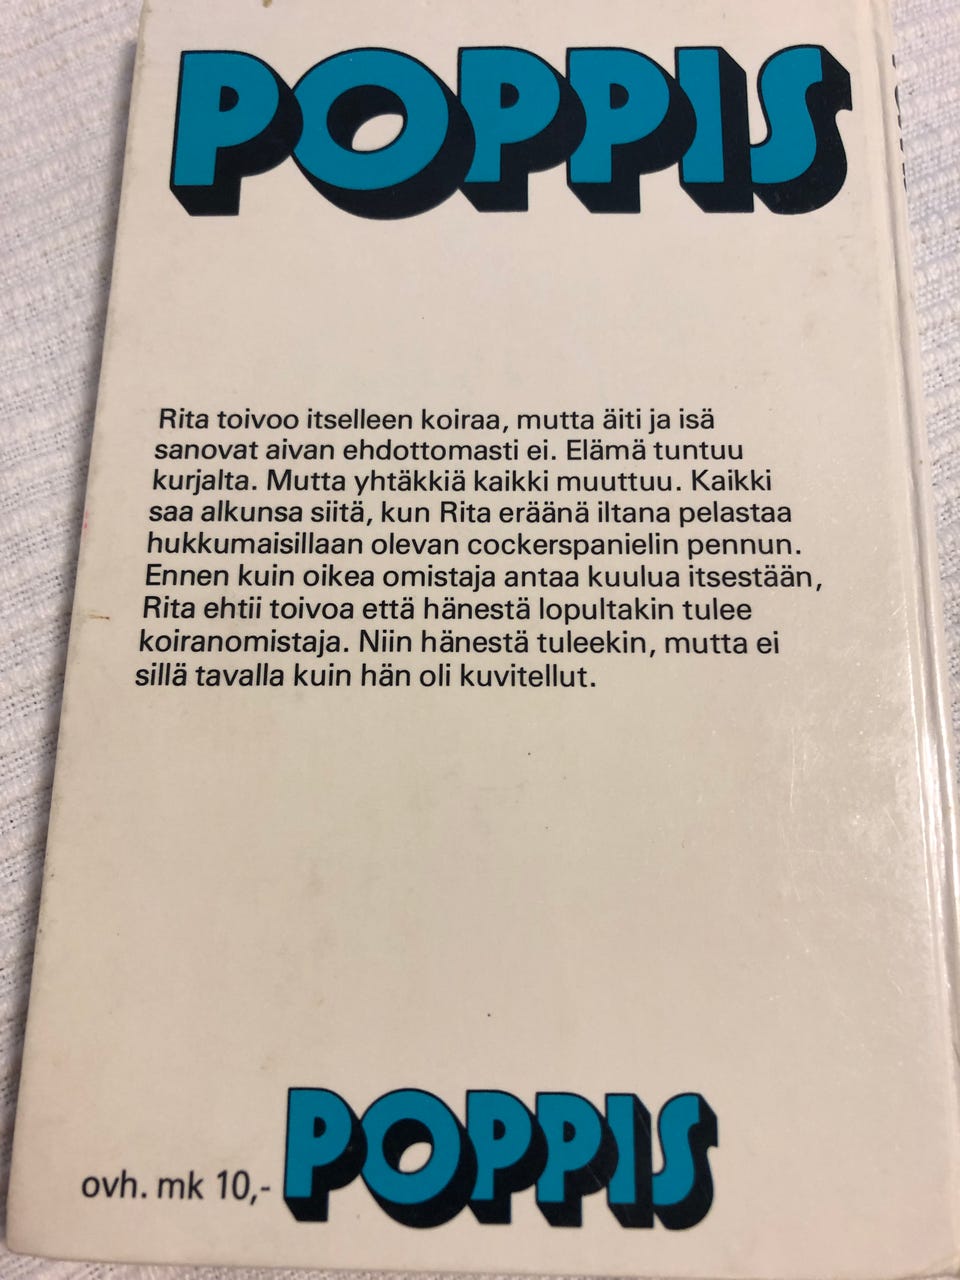 POPPIS
Rita toivoo itselleen koiraa, mutta äiti ja isä
sanovat aivan ehdottomasti ei. Elämä tuntuu
kurjalta. Mutta yhtäkkiä kaikki muuttuu. Kaikki
saa alkunsa siitä, kun Rita eräänä iltana pelastaa
hukkumaisillaan olevan cockerspanielin pennun.
Ennen kuin oikea omistaja antaa kuulua itsestään,
Rita ehtii toivoa että hänestä lopultakin tulee
koiranomistaja. Niin hänestä tuleekin, mutta ei
sillä tavalla kuin hän oli kuvitellut.
ovh. mk 10,- POPPIS